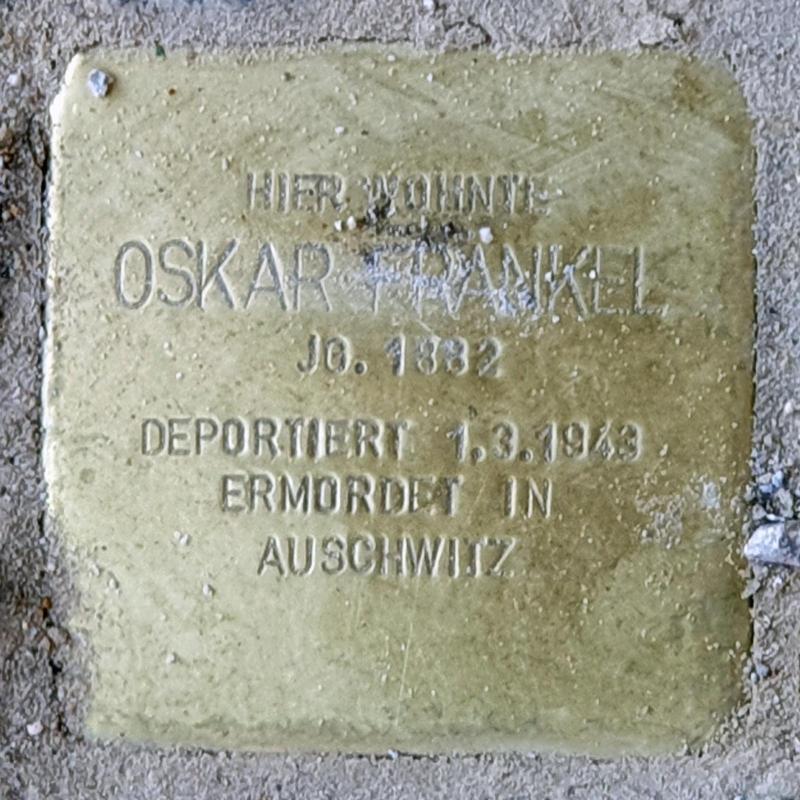 HIER WOHNTE
OSKAR FRANKEL
JG. 1882
DEPORTIERT 1.3.1943
ERMORDET IN
AUSCHWITZ